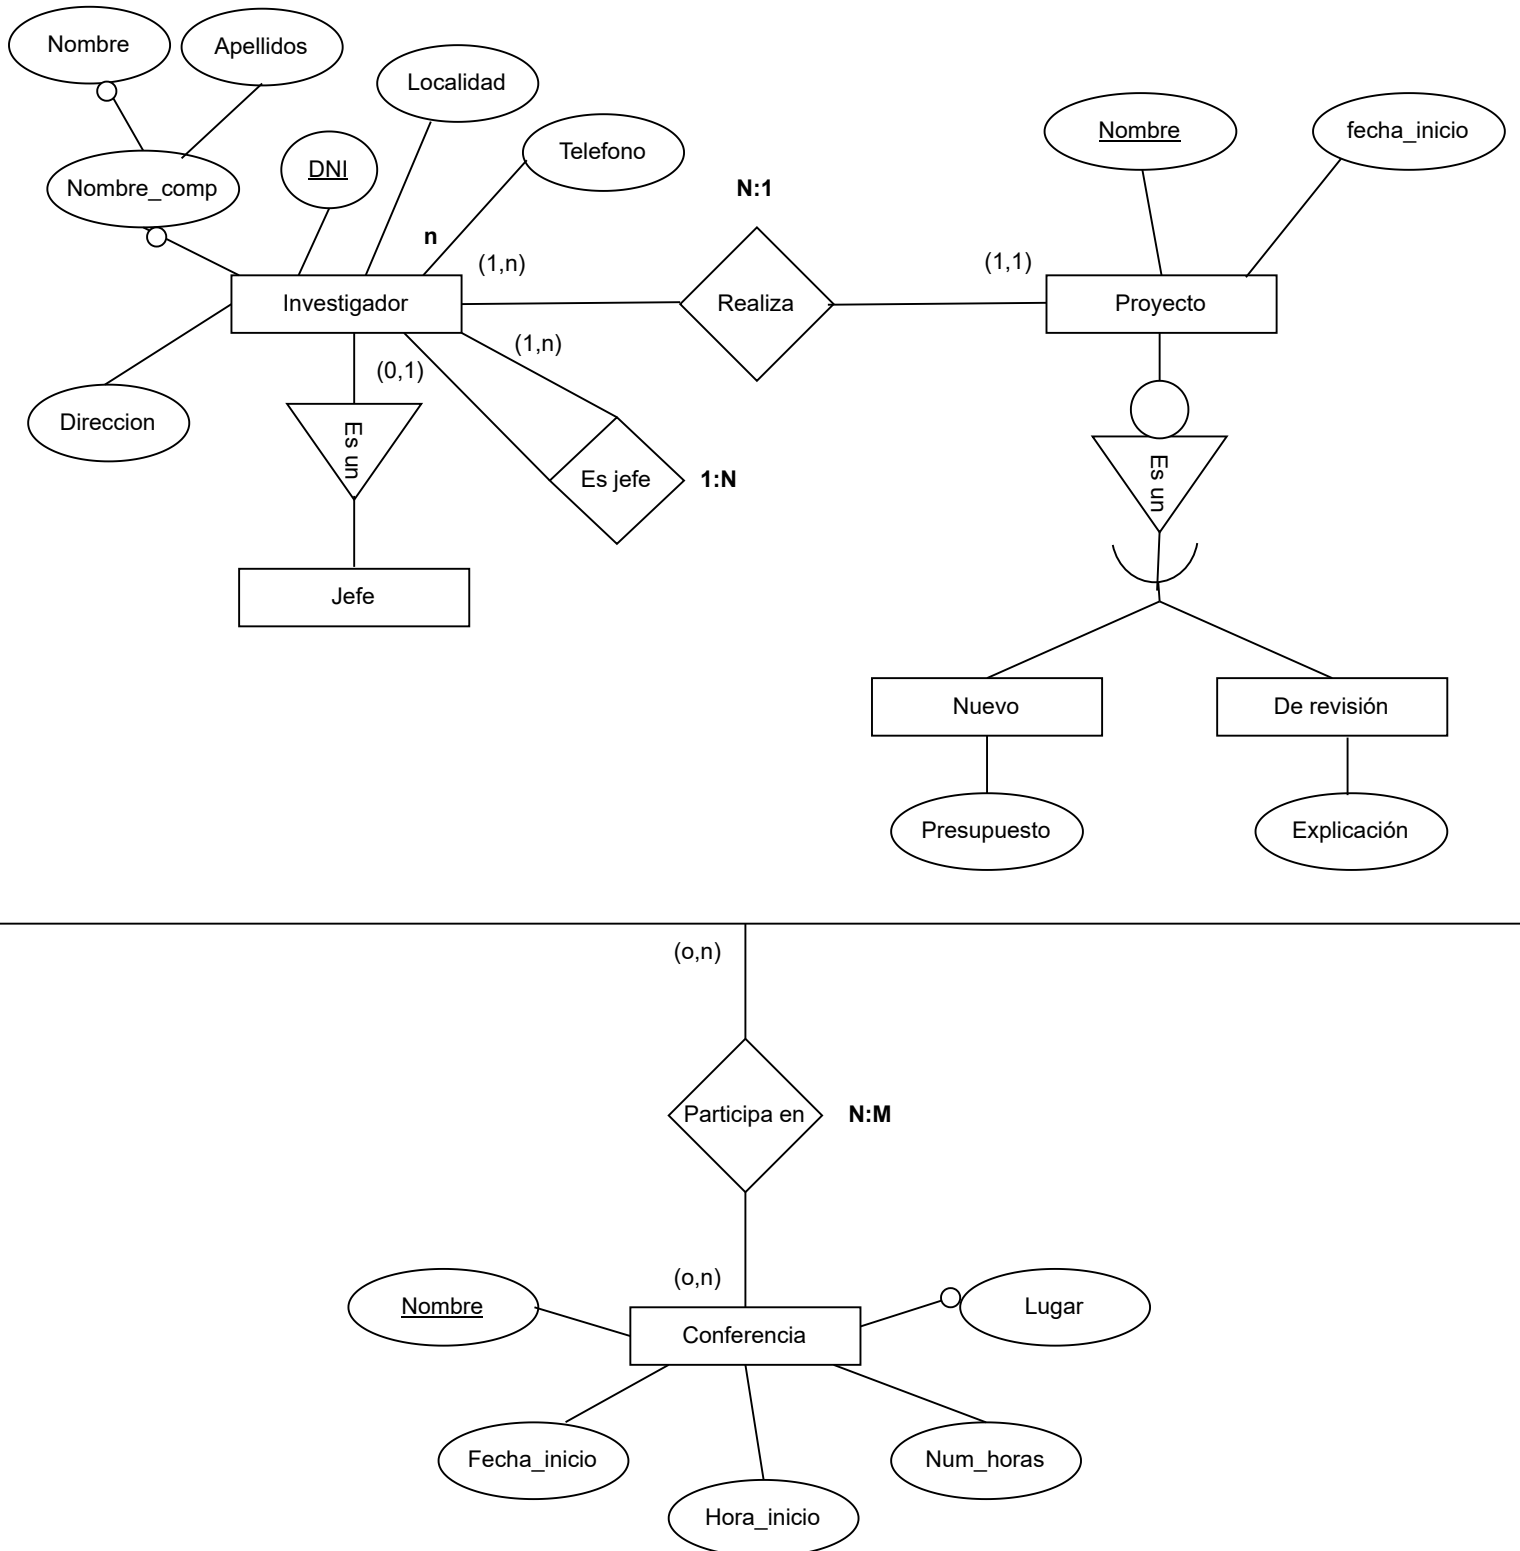 Nombre
Apellidos
Localidad
Telefono
DNI
Nombre_comp
n
N:1
Nombre
fecha_inicio
(1,n)
(1,1)
Investigador
Realiza
Proyecto
(1,n)
(0,1)
Direccion
Es un
Es jefe
1:N
Es un
Jefe
Nuevo
De revisión
Presupuesto
Explicación
(o,n)
Participa en
N:M
(o,n)
Nombre
Conferencia
Lugar
Fecha_inicio
Hora_inicio
Num_horas